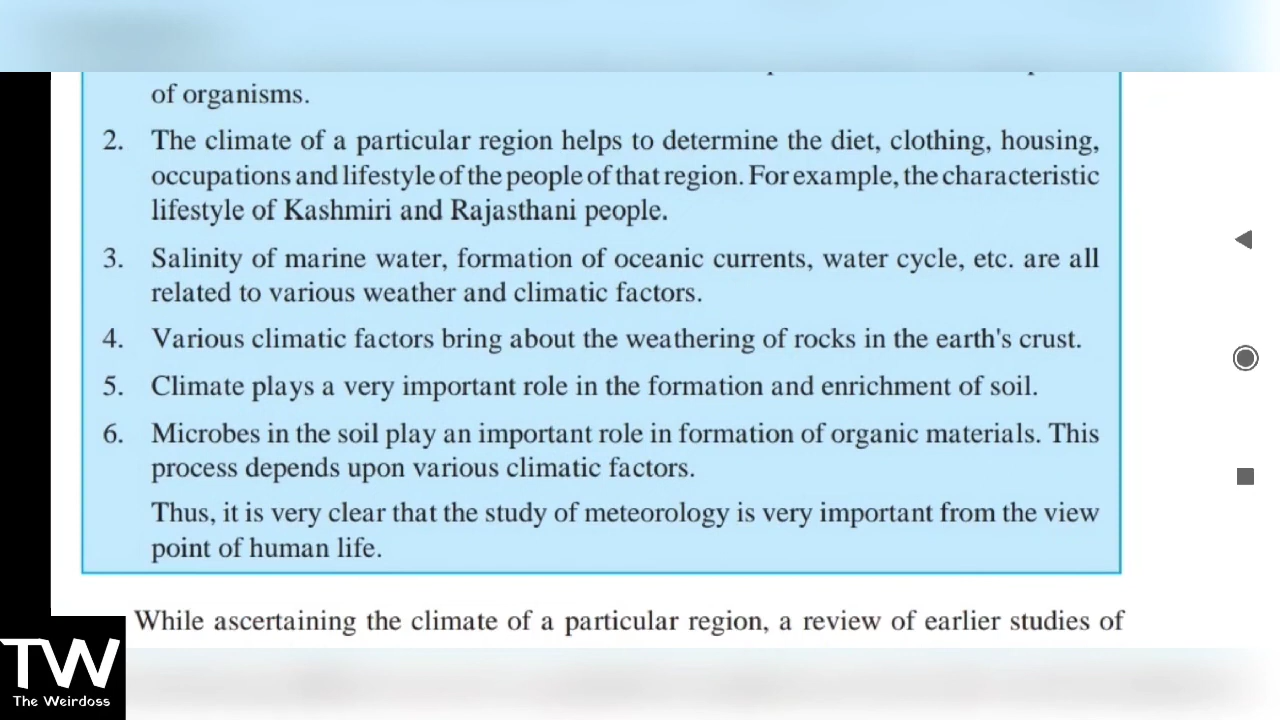 of organisms.
2. The climate of a particular region helps to determine the diet, clothing, housing,
occupations and lifestyle of the people of that region. For example, the characteristic
lifestyle of Kashmiri and Rajasthani people.
3. Salinity of marine water, formation of oceanic currents, water cycle, etc. are all
related to various weather and climatic factors.
4. Various climatic factors bring about the weathering of rocks in the earth's crust.
5. Climate plays a very important role in the formation and enrichment of soil.
6. Microbes in the soil play an important role in formation of organic materials. This
process depends upon various climatic factors.
Thus, it is very clear that the study of meteorology is very important from the view
point of human life.
While ascertaining the climate of a particular region, a review of earlier studies of
TW
The Weirdoss